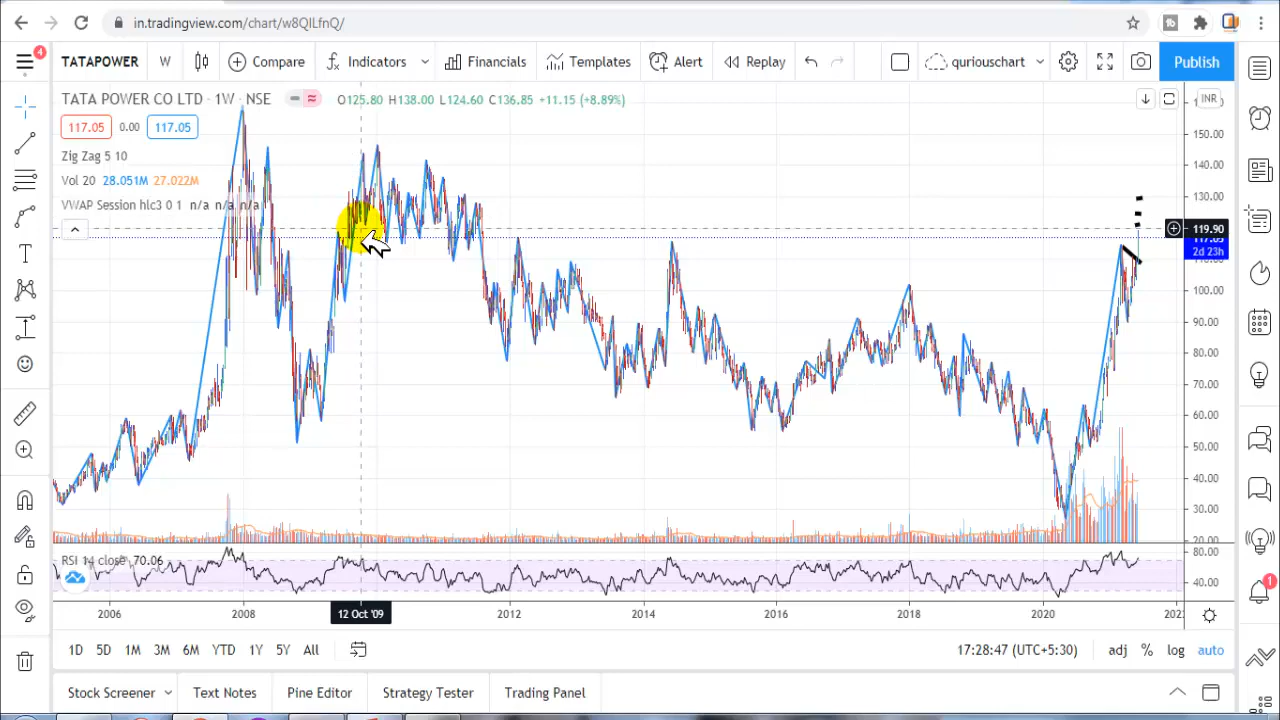 in.tradingview.com/chart/w8QILfnQ/
4 TATAPOWER W Compare Indicators Financials Templates Alert Replay quriouschart Publish
TATA POWER CO LTD · 1W · NSE O125.80 H138.00 L124.60 C136.85 +11.15 (+8.89%) INR
117.05 0.00 117.05
Zig Zag 5 10
Vol 20 28.051M 27.022M
VWAP Session hlc3 0 1 n/a n/a n/a
150.00
140.00
130.00
119.90
117.05
2d 23h
100.00
90.00
80.00
70.00
60.00
50.00
40.00
30.00
20.00
RSI 14 close 70.06
80.00
40.00
2006 2008 12 Oct '09 2012 2014 2016 2018 2020
1D 5D 1M 3M 6M YTD 1Y 5Y All 17:28:47 (UTC+5:30) adj % log auto
Stock Screener Text Notes Pine Editor Strategy Tester Trading Panel
1